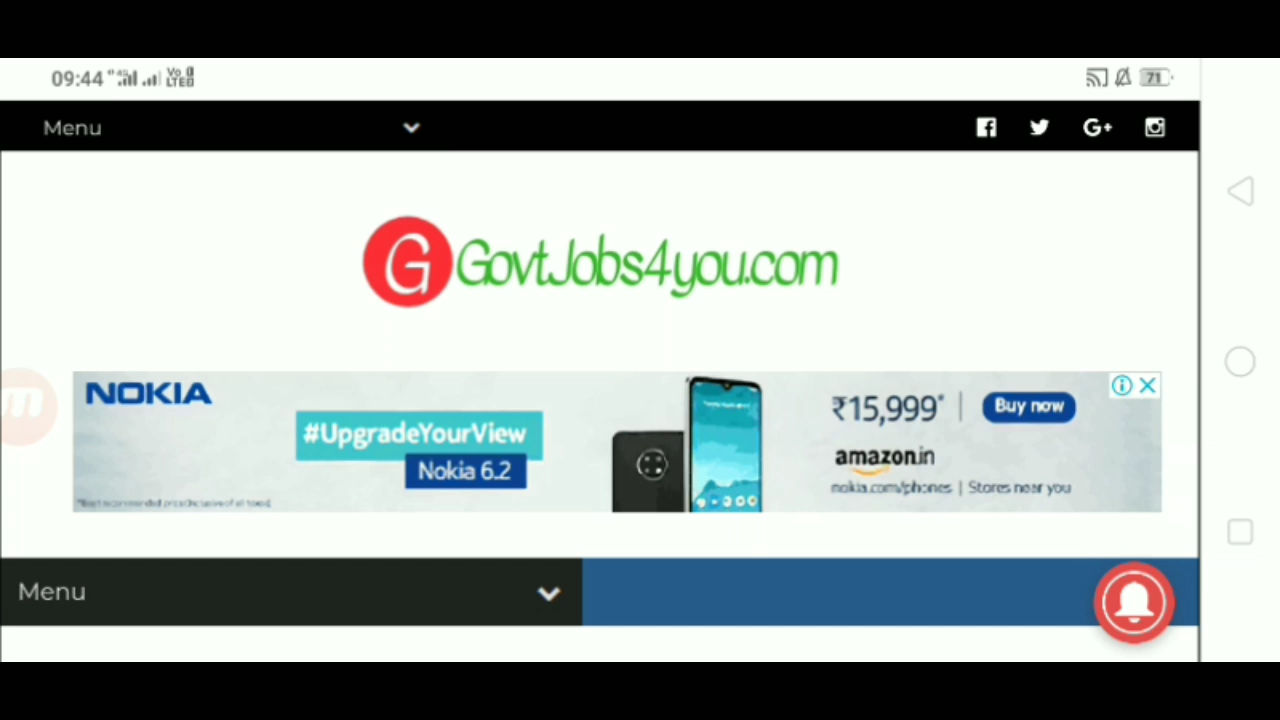 09:44
71
Menu
G GovtJobs4you.com
NOKIA
#UpgradeYourView
Nokia 6.2
₹15,999*
Buy now
amazon.in
nokia.com/phones | Stores near you
Menu